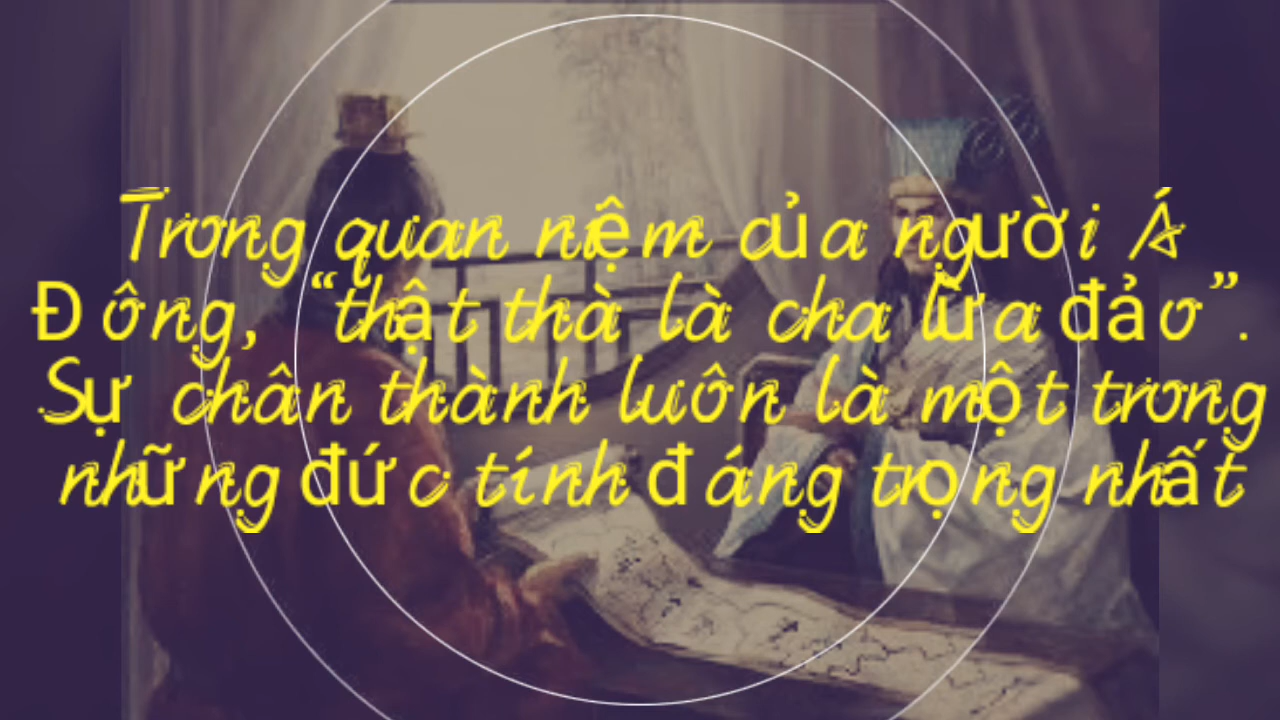 Trong quan niệm của người Á
Đông, “thật thà là cha lừa đảo”.
Sự chân thành luôn là một trong
những đức tính đáng trọng nhất